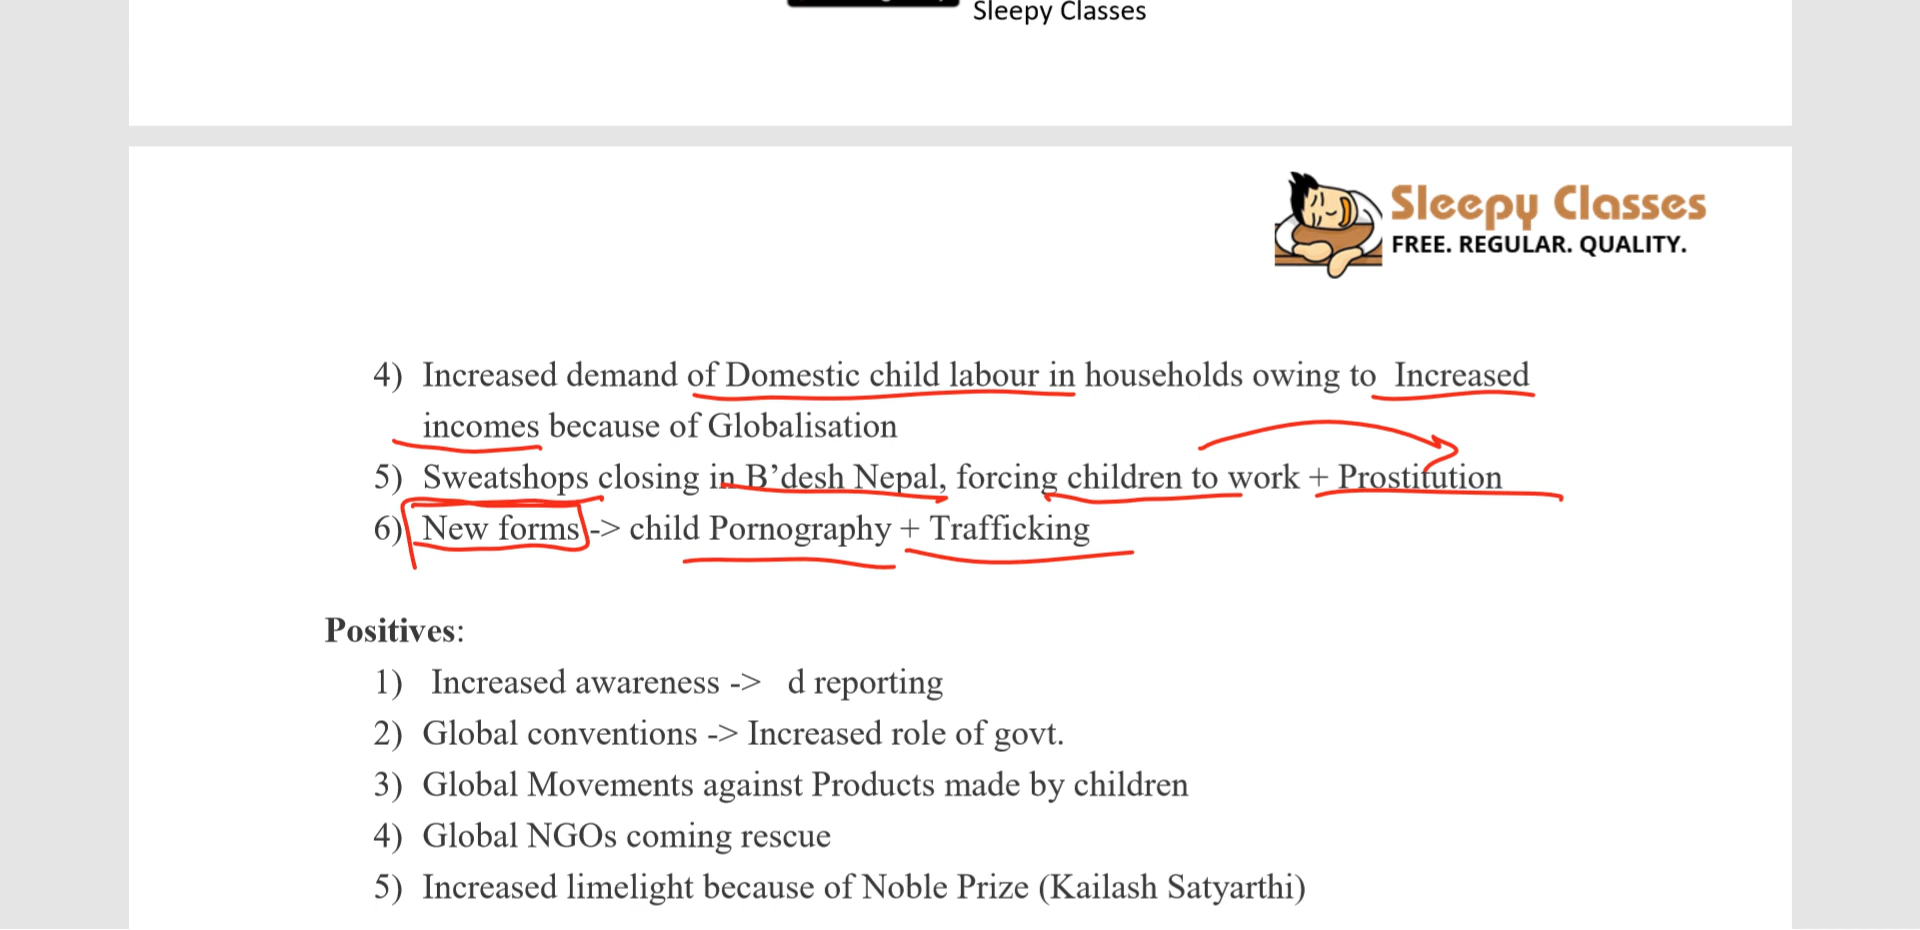 Sleepy Classes
Sleepy Classes
FREE. REGULAR. QUALITY.
4) Increased demand of Domestic child labour in households owing to Increased
incomes because of Globalisation
5) Sweatshops closing in B’desh Nepal, forcing children to work + Prostitution
6) New forms -> child Pornography + Trafficking
Positives:
1) Increased awareness -> d reporting
2) Global conventions -> Increased role of govt.
3) Global Movements against Products made by children
4) Global NGOs coming rescue
5) Increased limelight because of Noble Prize (Kailash Satyarthi)